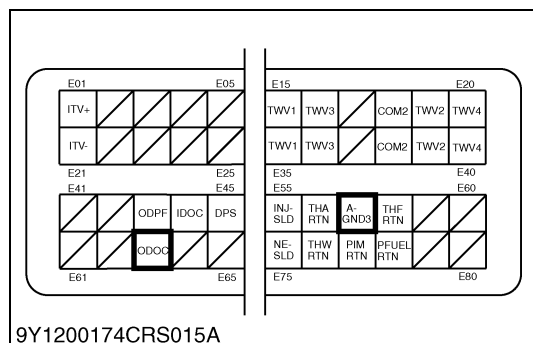 E01 E05 E15 E20
ITV+ TWV1 TWV3 COM2 TWV2 TWV4
ITV- TWV1 TWV3 COM2 TWV2 TWV4
E21 E25 E35 E40
E41 E45 E55 E60
ODPF IDOC DPS INJ-SLD THA RTN A-GND3 THF RTN
ODOC NE-SLD THW RTN PIM RTN PFUEL RTN
E61 E65 E75 E80
9Y1200174CRS015A